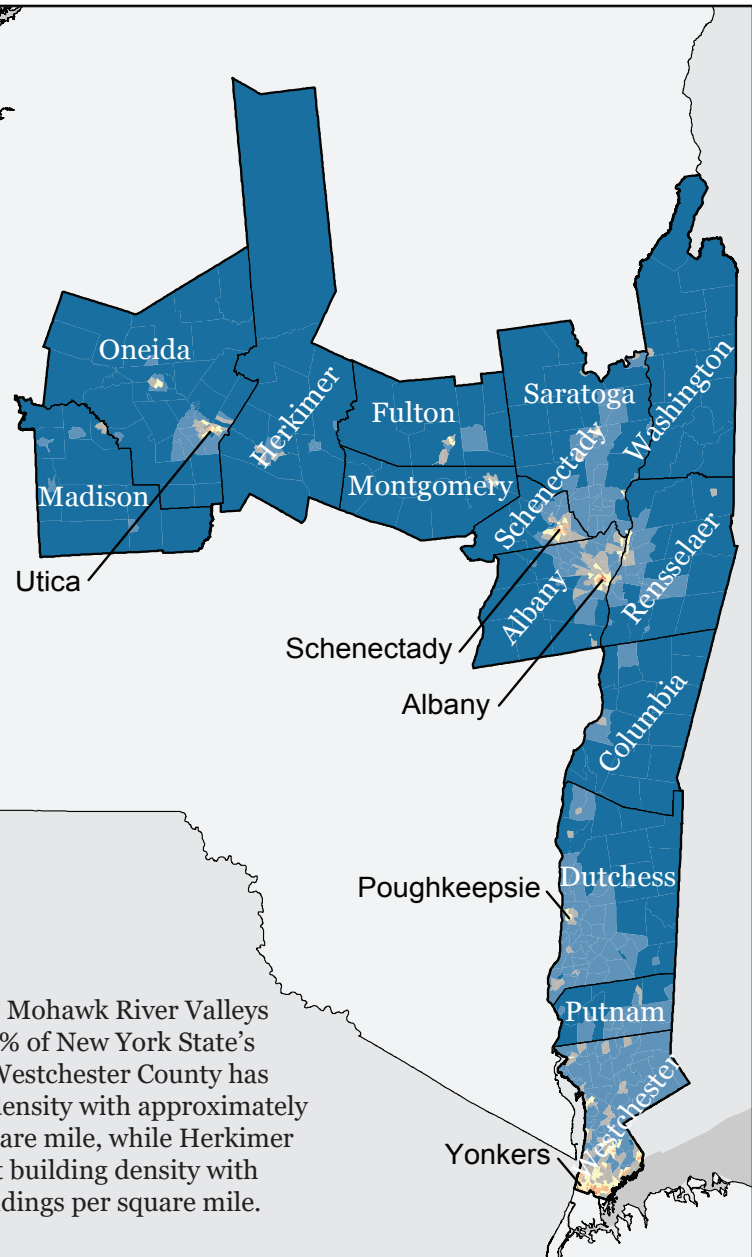 Oneida
Herkimer
Fulton
Saratoga
Washington
Madison
Montgomery
Schenectady
Utica
Albany
Rensselaer
Schenectady
Albany
Columbia
Poughkeepsie
Dutchess
Putnam
Westchester
Yonkers
Mohawk River Valleys
% of New York State’s
Westchester County has
density with approximately
are mile, while Herkimer
t building density with
dings per square mile.